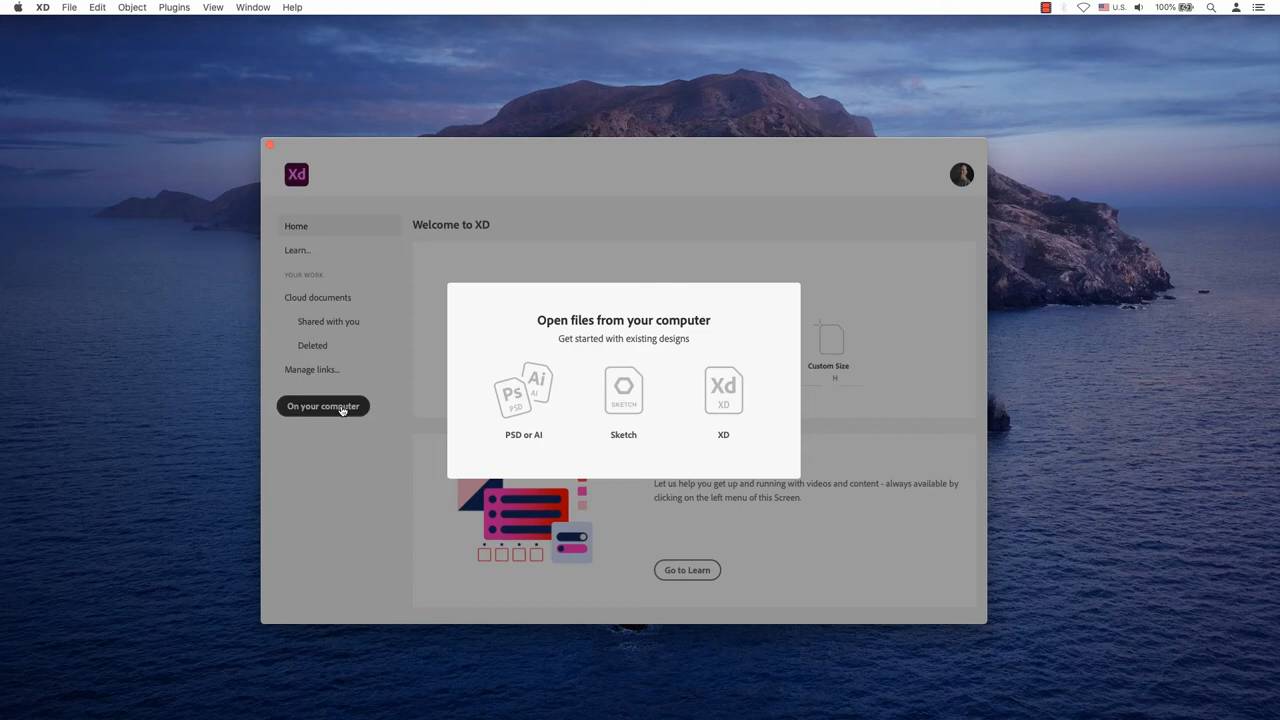 XD File Edit Object Plugins View Window Help U.S. 100%
Xd
Home
Learn...
YOUR WORK
Cloud documents
Shared with you
Deleted
Manage links...
On your computer
Welcome to XD
Custom Size
H
Open files from your computer
Get started with existing designs
Ps PSD Ai AI
PSD or AI
SKETCH
Sketch
Xd
XD
XD
Let us help you get up and running with videos and content - always available by
clicking on the left menu of this Screen.
Go to Learn